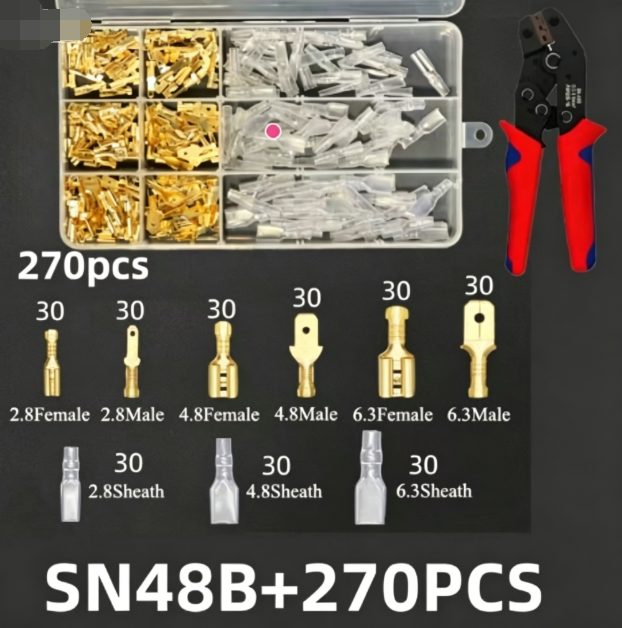 270pcs
30 30 30 30 30 30
2.8Female 2.8Male 4.8Female 4.8Male 6.3Female 6.3Male
30 30 30
2.8Sheath 4.8Sheath 6.3Sheath
SN48B+270PCS